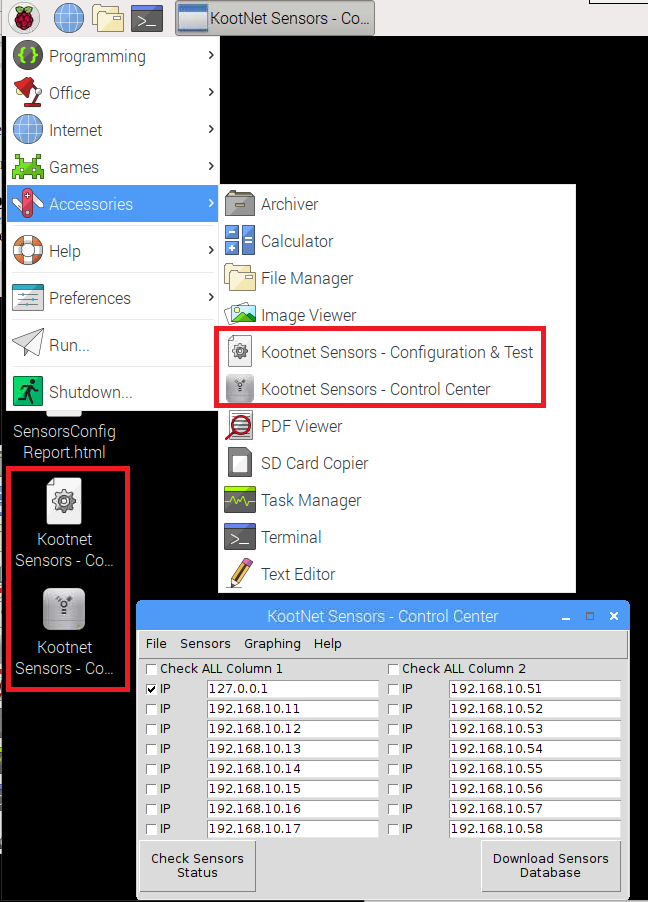 KootNet Sensors - Co...
Programming
Office
Internet
Games
Accessories
Help
Preferences
Run...
Shutdown...
Archiver
Calculator
File Manager
Image Viewer
Kootnet Sensors - Configuration & Test
Kootnet Sensors - Control Center
PDF Viewer
SD Card Copier
Task Manager
Terminal
Text Editor
SensorsConfig
Report.html
Kootnet
Sensors - Co...
Kootnet
Sensors - Co...
KootNet Sensors - Control Center
File Sensors Graphing Help
Check ALL Column 1 Check ALL Column 2
IP 127.0.0.1 IP 192.168.10.51
IP 192.168.10.11 IP 192.168.10.52
IP 192.168.10.12 IP 192.168.10.53
IP 192.168.10.13 IP 192.168.10.54
IP 192.168.10.14 IP 192.168.10.55
IP 192.168.10.15 IP 192.168.10.56
IP 192.168.10.16 IP 192.168.10.57
IP 192.168.10.17 IP 192.168.10.58
Check Sensors
Status
Download Sensors
Database